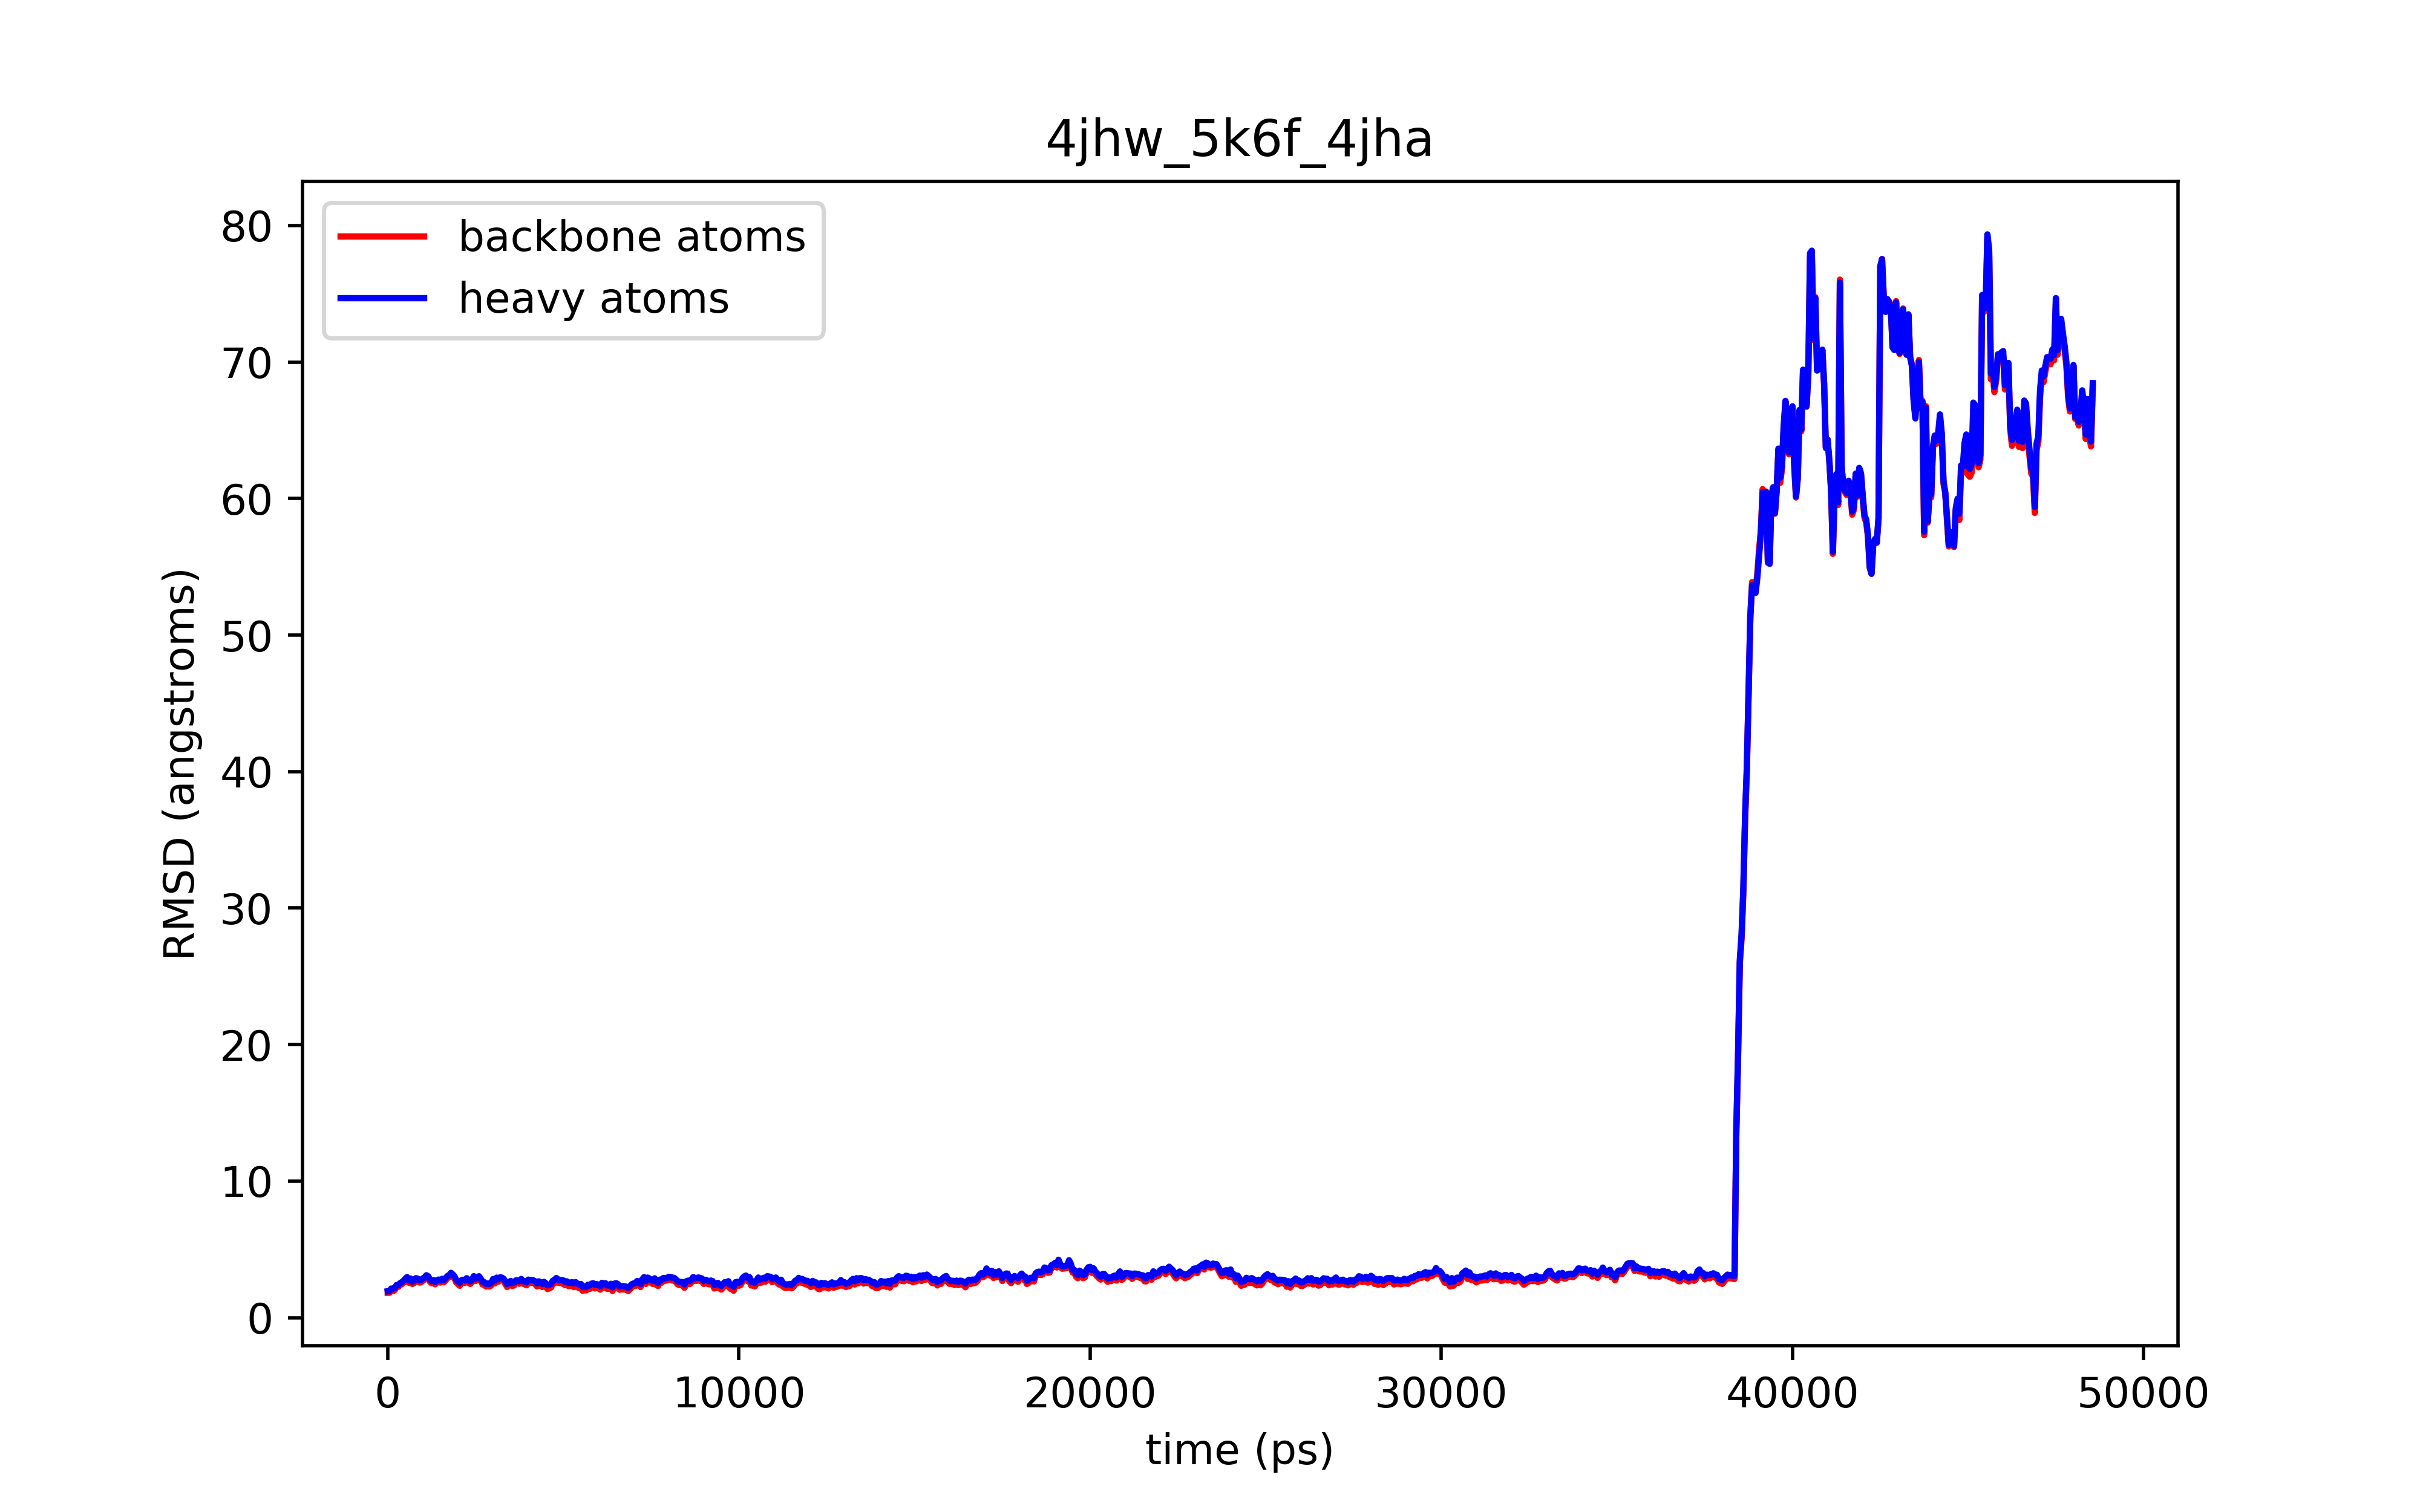 4jhw_5k6f_4jha
backbone atoms
heavy atoms
80
70
60
50
40
30
20
10
0
RMSD (angstroms)
0 10000 20000 30000 40000 50000
time (ps)